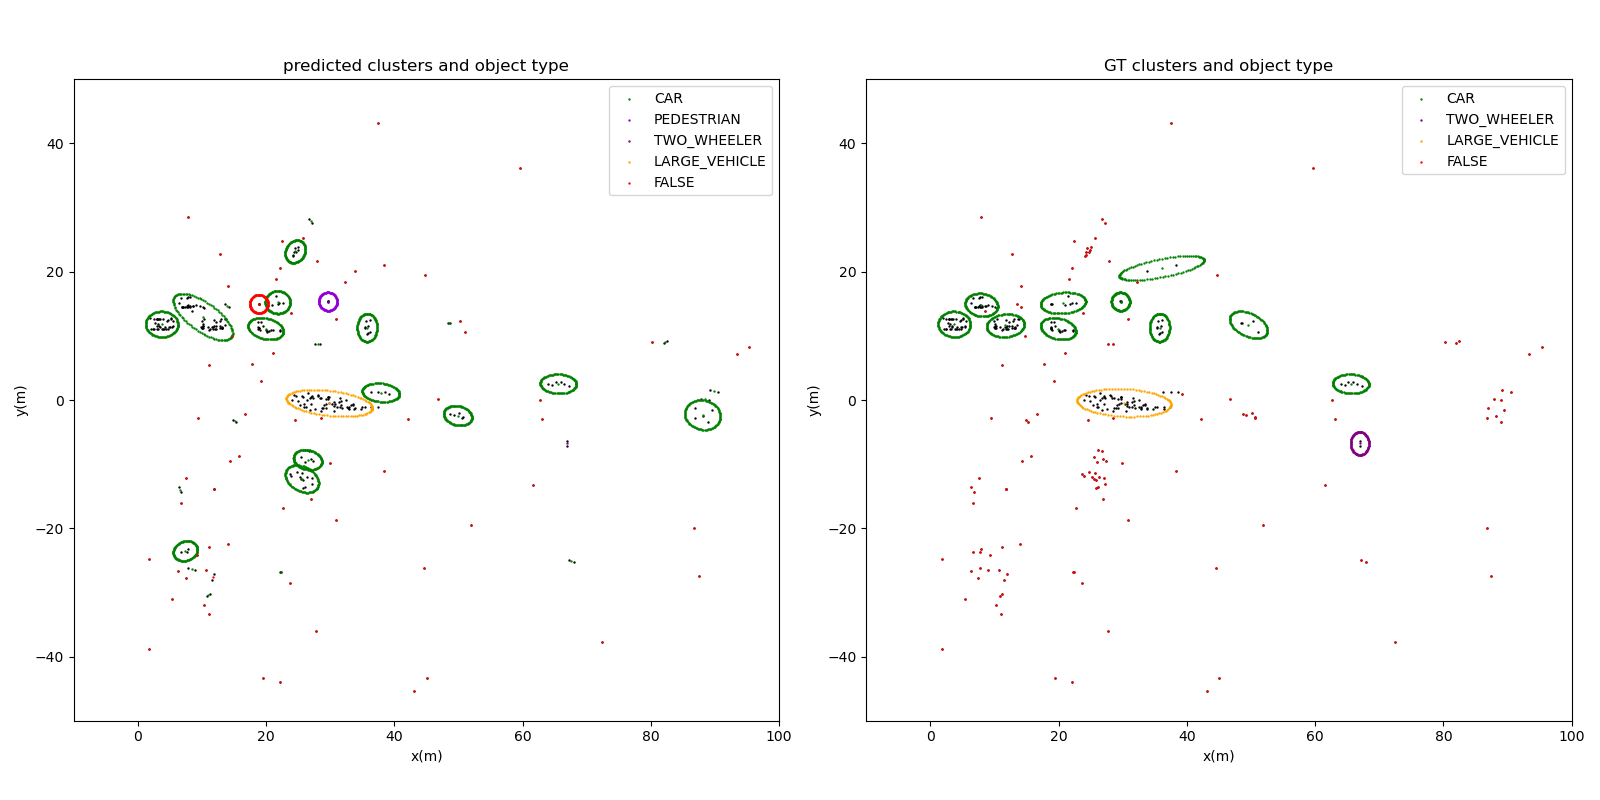 predicted clusters and object type
CAR
PEDESTRIAN
TWO_WHEELER
LARGE_VEHICLE
FALSE
y(m)
40
20
0
−20
−40
0
20
40
60
80
100
x(m)
GT clusters and object type
CAR
TWO_WHEELER
LARGE_VEHICLE
FALSE
y(m)
40
20
0
−20
−40
0
20
40
60
80
100
x(m)